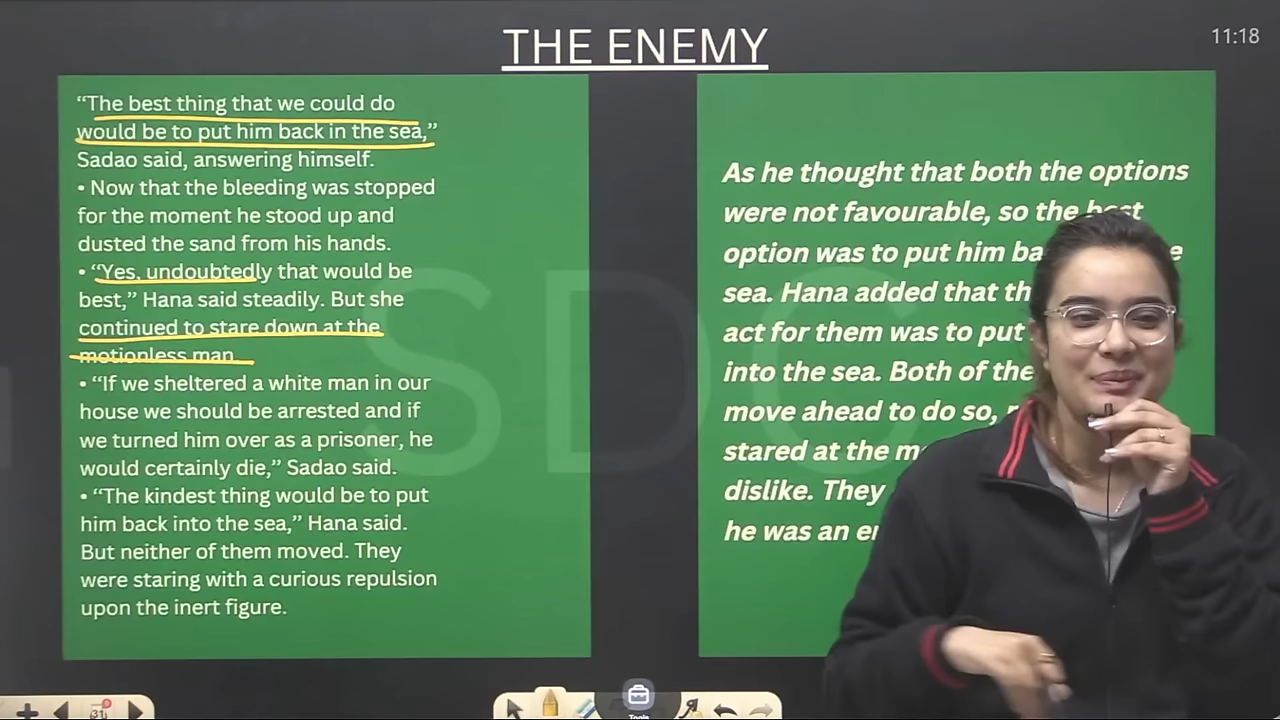 THE ENEMY
11:18
“The best thing that we could do
would be to put him back in the sea,”
Sadao said, answering himself.
• Now that the bleeding was stopped
for the moment he stood up and
dusted the sand from his hands.
• “Yes, undoubtedly that would be
best,” Hana said steadily. But she
continued to stare down at the
motionless man
• “If we sheltered a white man in our
house we should be arrested and if
we turned him over as a prisoner, he
would certainly die,” Sadao said.
• “The kindest thing would be to put
him back into the sea,” Hana said.
But neither of them moved. They
were staring with a curious repulsion
upon the inert figure.
As he thought that both the options
were not favourable, so the best
option was to put him
sea. Hana added that
act for them was to put
into the sea. Both of
move ahead to do so,
stared at the
dislike. They
he was an
SDC
31
Tools